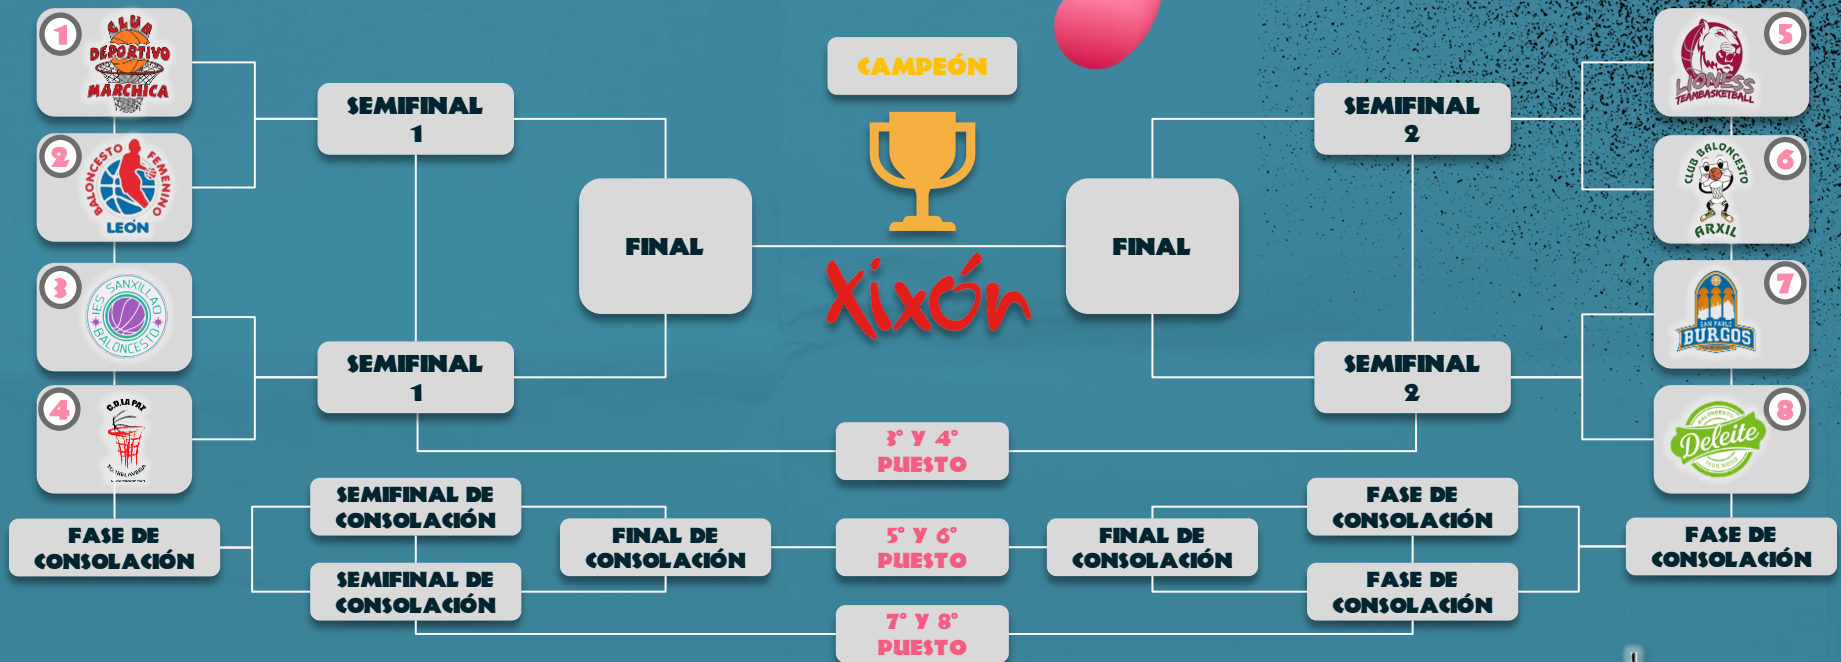 1
CLUB
DEPORTIVO
MARCHICA
2
BALONCESTO FEMENINO
LEÓN
3
IES SANXILLAO
BALONCESTO
4
C.D. LA PAZ
TORRELAVEGA
FASE DE
CONSOLACIÓN
SEMIFINAL
1
SEMIFINAL
1
SEMIFINAL DE
CONSOLACIÓN
SEMIFINAL DE
CONSOLACIÓN
FINAL
FINAL DE
CONSOLACIÓN
CAMPEÓN
Xixón
3º Y 4º
PUESTO
5º Y 6º
PUESTO
7º Y 8º
PUESTO
FINAL
FINAL DE
CONSOLACIÓN
SEMIFINAL
2
SEMIFINAL
2
FASE DE
CONSOLACIÓN
FASE DE
CONSOLACIÓN
5
LIONESS
TEAMBASKETBALL
6
CLUB BALONCESTO
ARXIL
7
SAN PABLO
BURGOS
8
BALONCESTO
Deleite
100% NOSO
FASE DE
CONSOLACIÓN